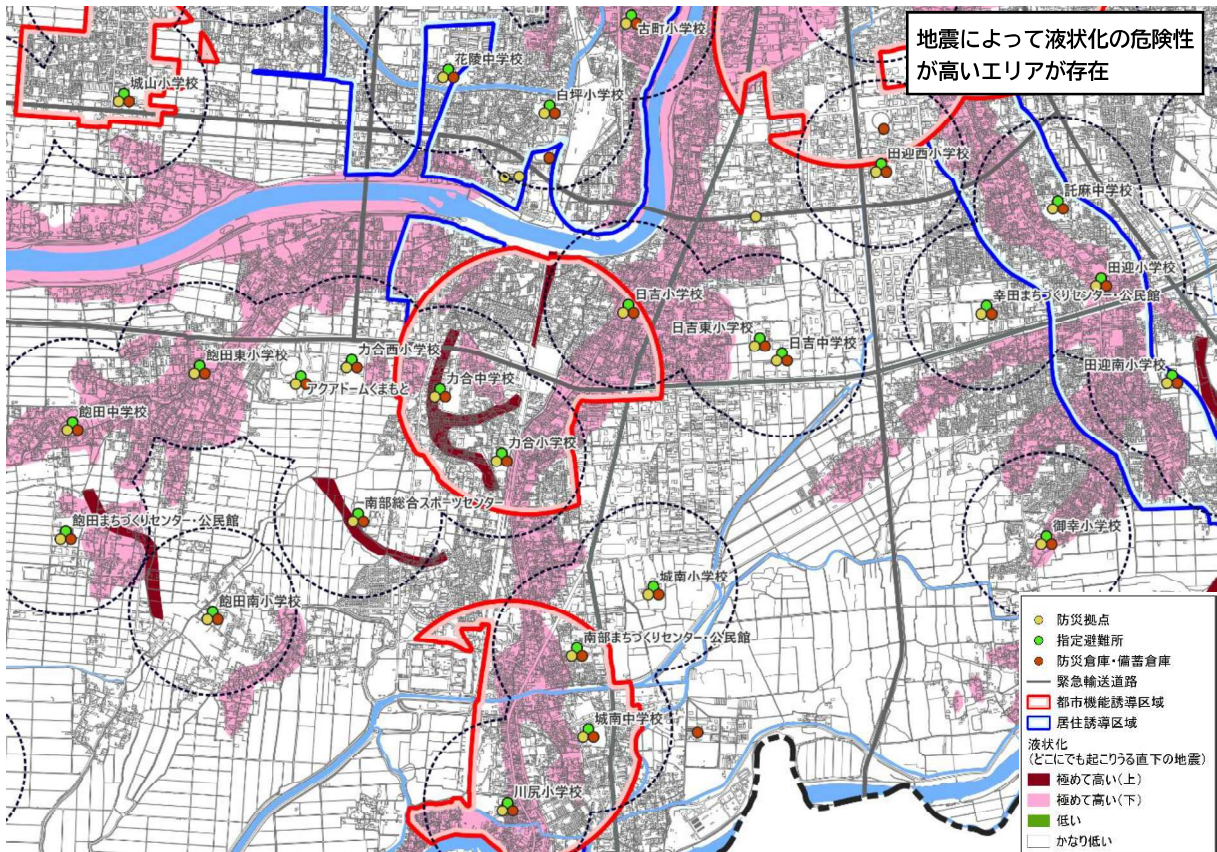 地震によって液状化の危険性
が高いエリアが存在
古町小学校
花陵中学校
城山小学校
白坪小学校
田迎西小学校
託麻中学校
田迎小学校
幸田まちづくりセンター・公民館
日吉小学校
日吉東小学校
日吉中学校
力合西小学校
飽田東小学校
アクアドームくまもと
力合中学校
田迎南小学校
飽田中学校
力合小学校
南部総合スポーツセンター
飽田まちづくりセンター・公民館
御幸小学校
城南小学校
飽田南小学校
南部まちづくりセンター・公民館
城南中学校
川尻小学校
防災拠点
指定避難所
防災倉庫・備蓄倉庫
緊急輸送道路
都市機能誘導区域
居住誘導区域
液状化
(どこにでも起こりうる直下の地震)
極めて高い(上)
極めて高い(下)
低い
かなり低い